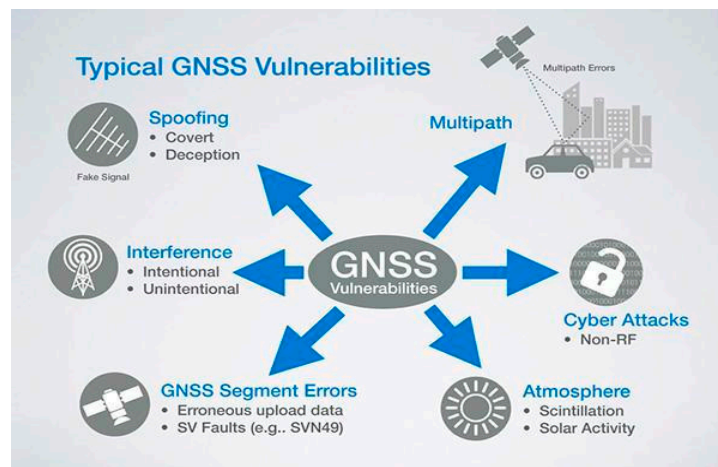 Typical GNSS Vulnerabilities
Multipath Errors
Spoofing
• Covert
• Deception
Fake Signal
Multipath
Interference
• Intentional
• Unintentional
GNSS
Vulnerabilities
Cyber Attacks
• Non-RF
GNSS Segment Errors
• Erroneous upload data
• SV Faults (e.g.. SVN49)
Atmosphere
• Scintillation
• Solar Activity